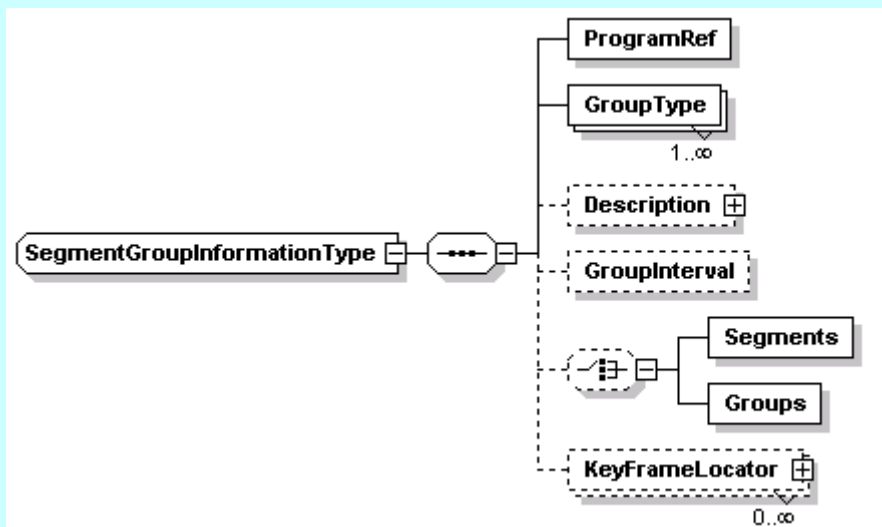 ProgramRef
GroupType
1..∞
Description
GroupInterval
SegmentGroupInformationType
Segments
Groups
KeyFrameLocator
0..∞